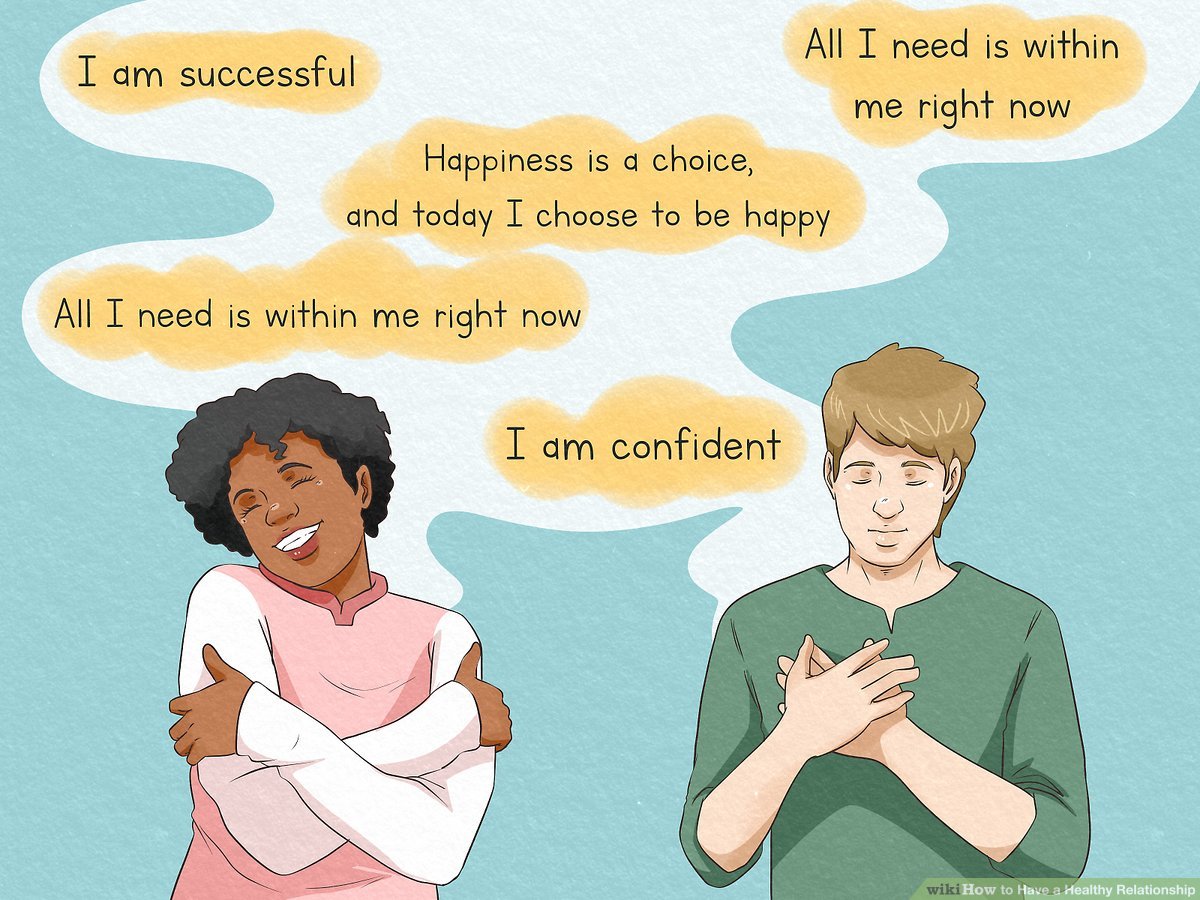 I am successful
All I need is within
me right now
Happiness is a choice,
and today I choose to be happy
All I need is within me right now
I am confident
wikiHow to Have a Healthy Relationship